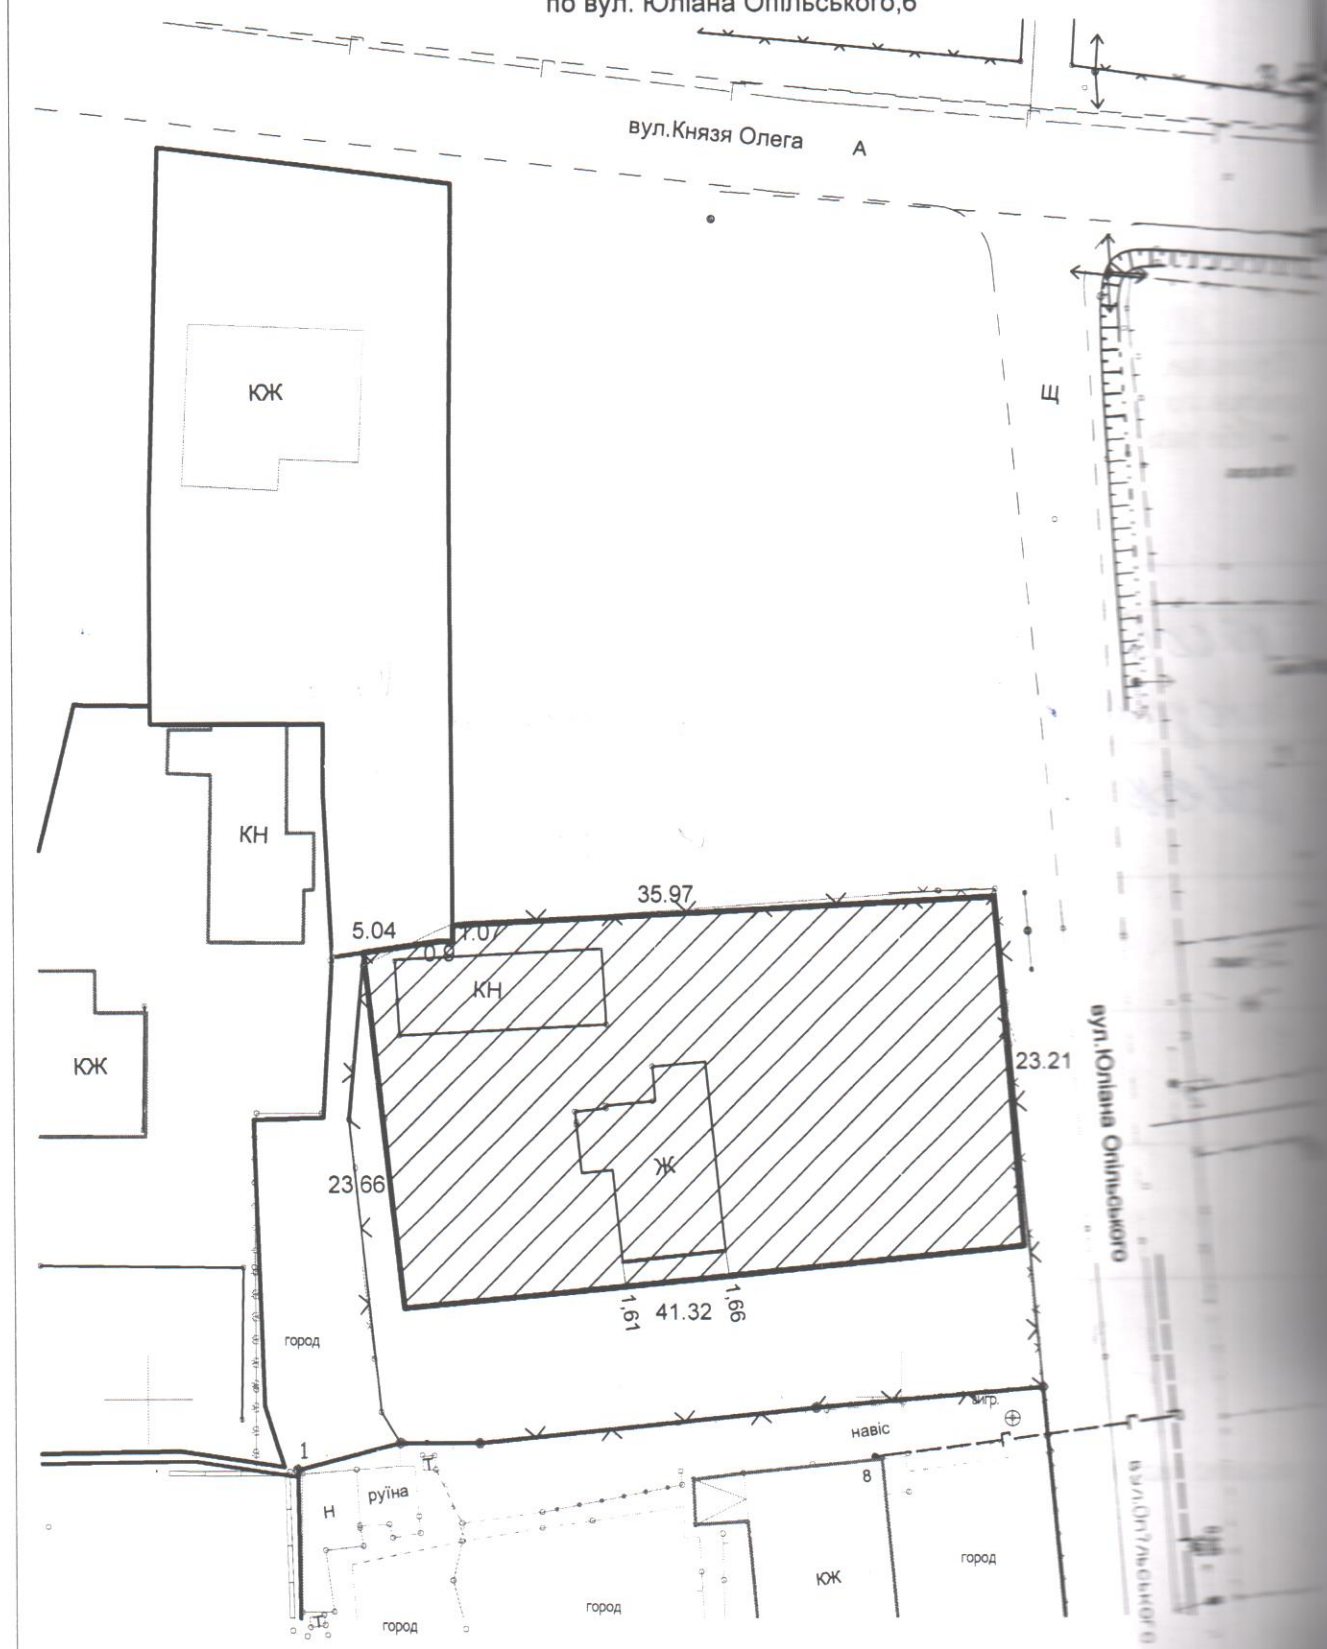 по вул. Юліана Опільського,6
вул.Князя Олега
А
Щ
КЖ
КН
35.97
5.04
1.07
0.9
КН
КЖ
23.21
вул.Юліана Опільського
Ж
23.66
1,61
41.32
1,66
город
навіс
1
8
Т
руїна
Н
КЖ
город
город
город
Т